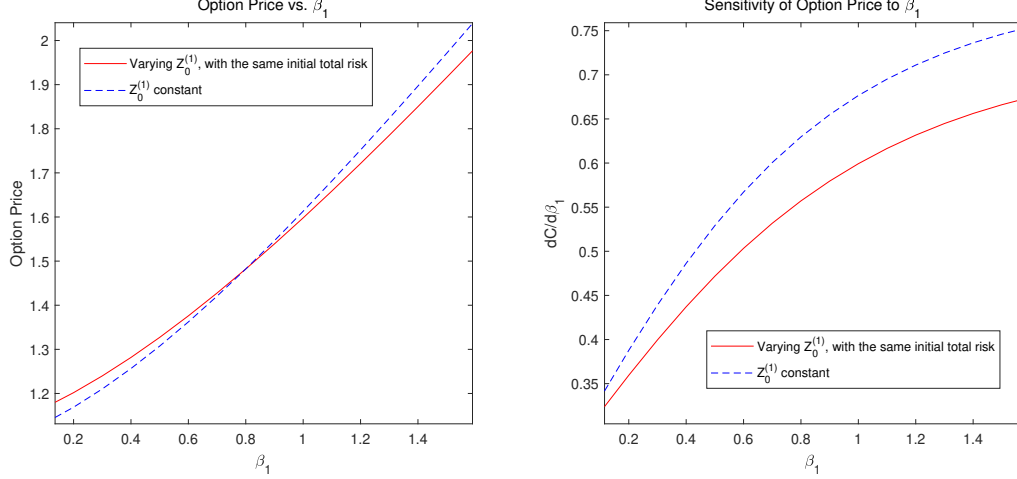 Option Price vs. β₁
Option Price
2
1.9
1.8
1.7
1.6
1.5
1.4
1.3
1.2
0.2 0.4 0.6 0.8 1 1.2 1.4
β₁
Varying Z₀⁽¹⁾, with the same initial total risk
Z₀⁽¹⁾ constant
Sensitivity of Option Price to β₁
dC/dβ₁
0.75
0.7
0.65
0.6
0.55
0.5
0.45
0.4
0.35
0.2 0.4 0.6 0.8 1 1.2 1.4
β₁
Varying Z₀⁽¹⁾, with the same initial total risk
Z₀⁽¹⁾ constant